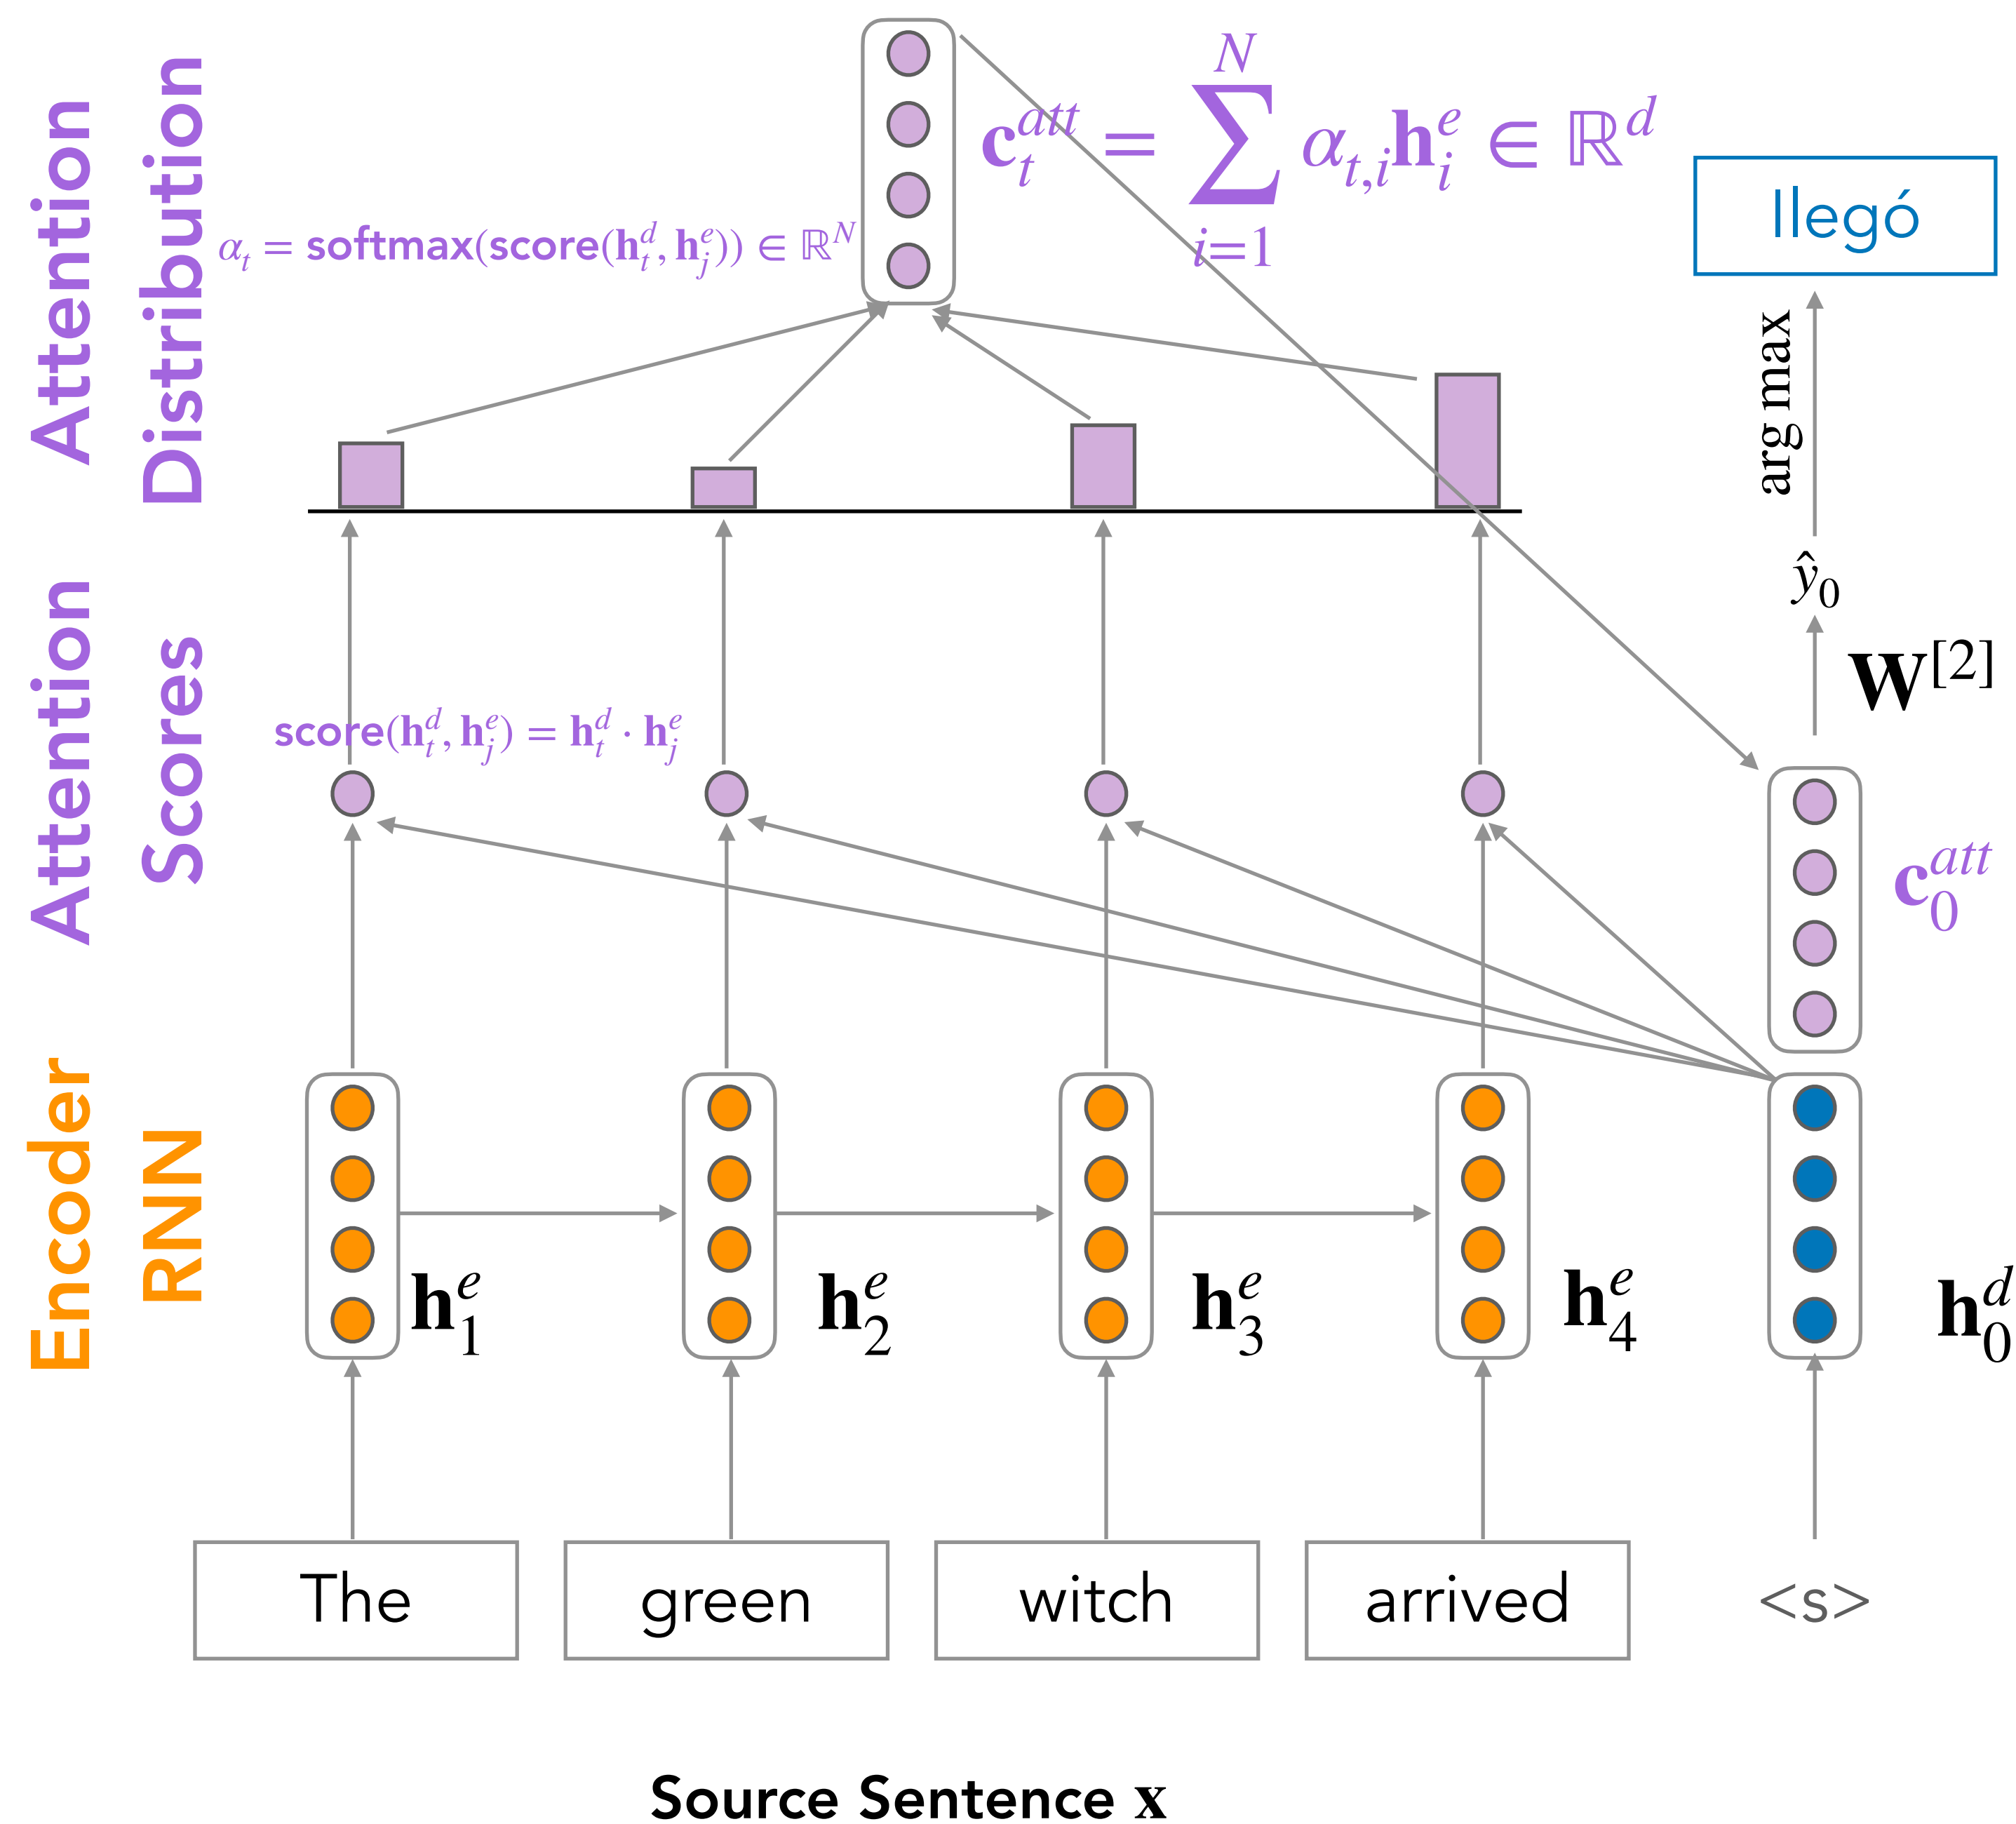 Attention
Distribution
Attention
Scores
Encoder
RNN
c_t^{att} = \sum_{i=1}^{N} α_{t,i} h_i^e ∈ ℝ^d
α_t = softmax(score(h_t^d, h_j^e)) ∈ ℝ^N
llegó
arg max
ŷ_0
W^{[2]}
score(h_t^d, h_j^e) = h_t^d · h_j^e
c_0^{att}
h_1^e
h_2^e
h_3^e
h_4^e
h_0^d
The
green
witch
arrived
<s>
Source Sentence x